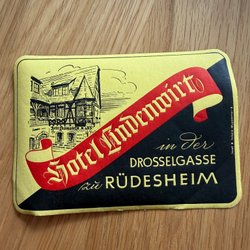 Hotel Lindenwirt
in der
DROSSELGASSE
zu RÜDESHEIM